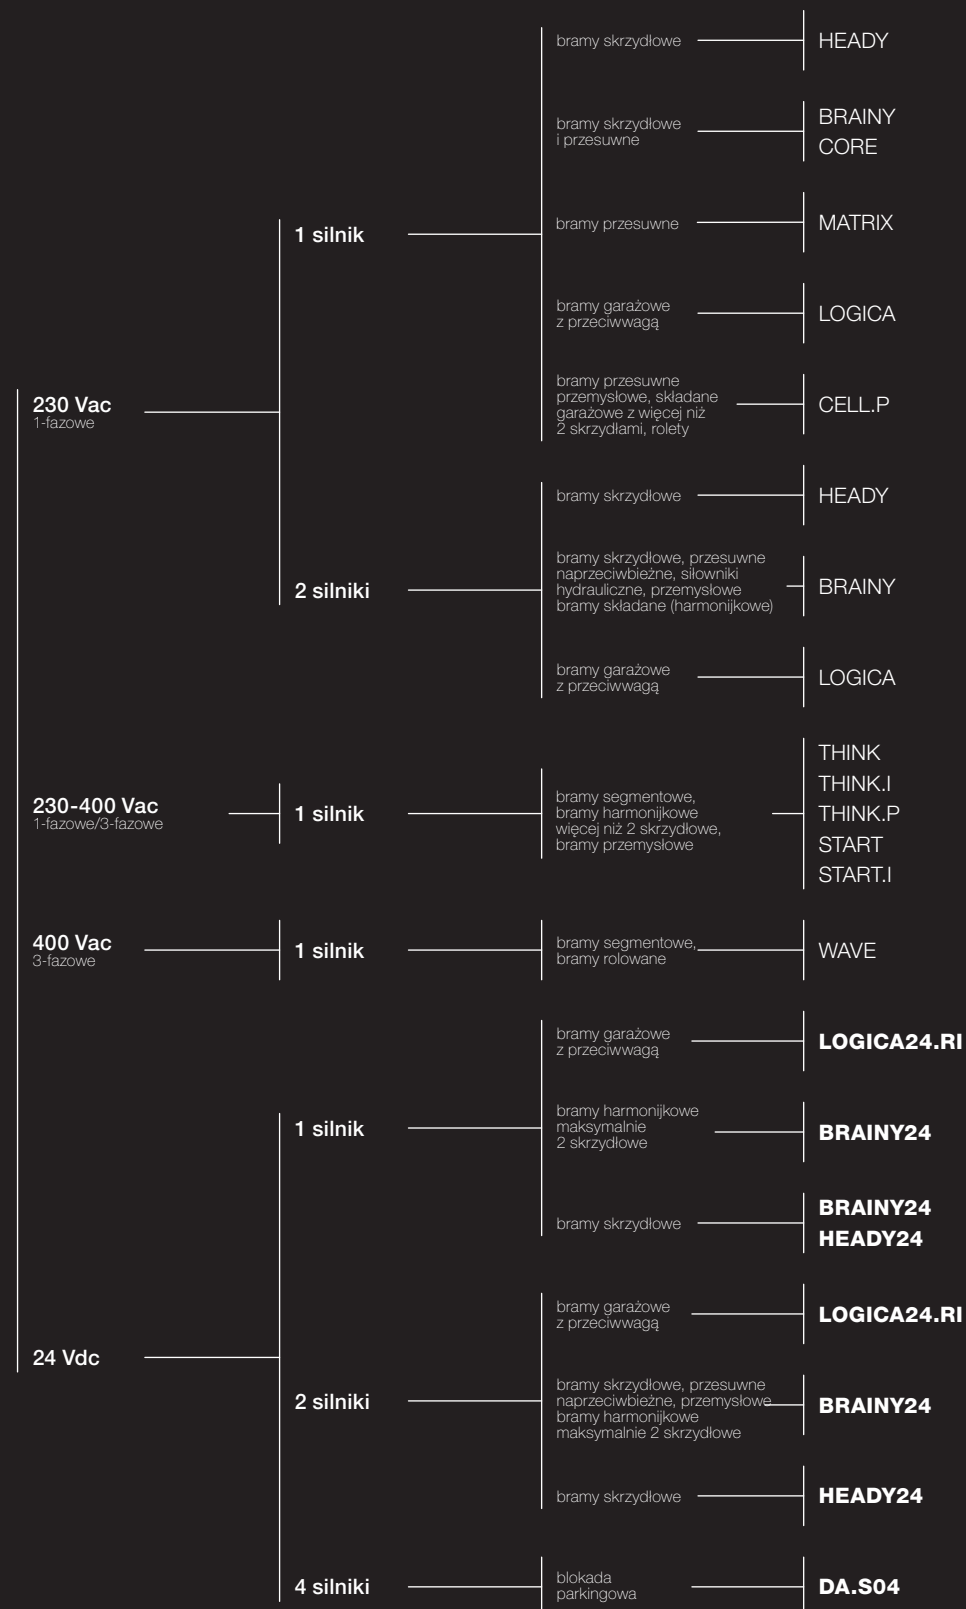 230 Vac
1-fazowe
1 silnik
bramy skrzydłowe
HEADY
bramy skrzydłowe
i przesuwne
BRAINY
CORE
bramy przesuwne
MATRIX
bramy garażowe
z przeciwwagą
LOGICA
bramy przesuwne
przemysłowe, składane
garażowe z więcej niż
2 skrzydłami, rolety
CELL.P
2 silniki
bramy skrzydłowe
HEADY
bramy skrzydłowe, przesuwne
naprzeciwbieżne, siłowniki
hydrauliczne, przemysłowe
bramy składane (harmonijkowe)
BRAINY
bramy garażowe
z przeciwwagą
LOGICA
230-400 Vac
1-fazowe/3-fazowe
1 silnik
bramy segmentowe,
bramy harmonijkowe
więcej niż 2 skrzydłowe,
bramy przemysłowe
THINK
THINK.I
THINK.P
START
START.I
400 Vac
3-fazowe
1 silnik
bramy segmentowe,
bramy rolowane
WAVE
24 Vdc
1 silnik
bramy garażowe
z przeciwwagą
LOGICA24.RI
bramy harmonijkowe
maksymalnie
2 skrzydłowe
BRAINY24
bramy skrzydłowe
BRAINY24
HEADY24
2 silniki
bramy garażowe
z przeciwwagą
LOGICA24.RI
bramy skrzydłowe, przesuwne
naprzeciwbieżne, przemysłowe
bramy harmonijkowe
maksymalnie 2 skrzydłowe
BRAINY24
bramy skrzydłowe
HEADY24
4 silniki
blokada
parkingowa
DA.S04